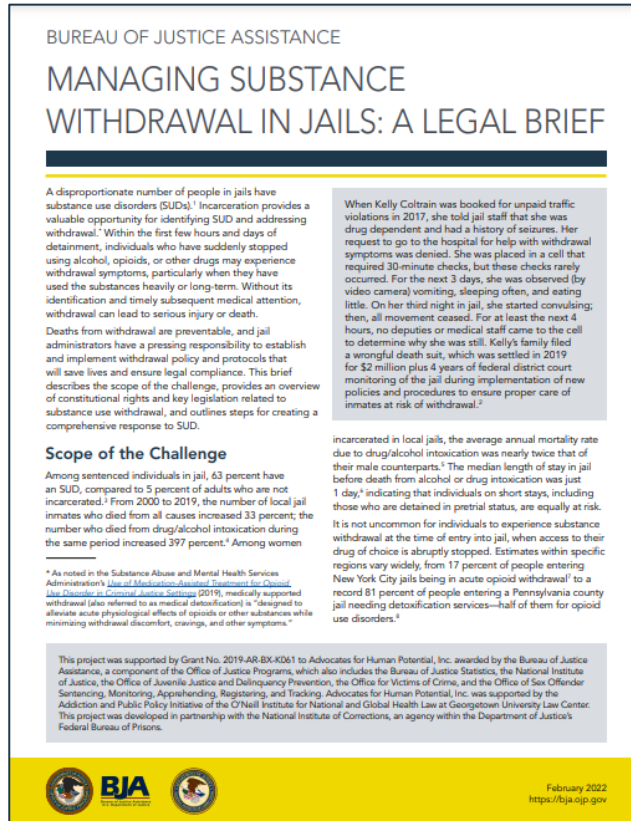 BUREAU OF JUSTICE ASSISTANCE
MANAGING SUBSTANCE
WITHDRAWAL IN JAILS: A LEGAL BRIEF
A disproportionate number of people in jails have
substance use disorders (SUDs).¹ Incarceration provides a
valuable opportunity for identifying SUD and addressing
withdrawal.* Within the first few hours and days of
detainment, individuals who have suddenly stopped
using alcohol, opioids, or other drugs may experience
withdrawal symptoms, particularly when they have
used the substances heavily or long-term. Without its
identification and timely subsequent medical attention,
withdrawal can lead to serious injury or death.
Deaths from withdrawal are preventable, and jail
administrators have a pressing responsibility to establish
and implement withdrawal policy and protocols that
will save lives and ensure legal compliance. This brief
describes the scope of the challenge, provides an overview
of constitutional rights and key legislation related to
substance use withdrawal, and outlines steps for creating a
comprehensive response to SUD.
Scope of the Challenge
Among sentenced individuals in jail, 63 percent have
an SUD, compared to 5 percent of adults who are not
incarcerated.³ From 2000 to 2019, the number of local jail
inmates who died from all causes increased 33 percent; the
number who died from drug/alcohol intoxication during
the same period increased 397 percent.⁴ Among women
* As noted in the Substance Abuse and Mental Health Services
Administration's Use of Medication-Assisted Treatment for Opioid
Use Disorder in Criminal Justice Settings (2019), medically supported
withdrawal (also referred to as medical detoxification) is "designed to
alleviate acute physiological effects of opioids or other substances while
minimizing withdrawal discomfort, cravings, and other symptoms."
When Kelly Coltrain was booked for unpaid traffic
violations in 2017, she told jail staff that she was
drug dependent and had a history of seizures. Her
request to go to the hospital for help with withdrawal
symptoms was denied. She was placed in a cell that
required 30-minute checks, but these checks rarely
occurred. For the next 3 days, she was observed (by
video camera) vomiting, sleeping often, and eating
little. On her third night in jail, she started convulsing;
then, all movement ceased. For at least the next 4
hours, no deputies or medical staff came to the cell
to determine why she was still. Kelly's family filed
a wrongful death suit, which was settled in 2019
for $2 million plus 4 years of federal district court
monitoring of the jail during implementation of new
policies and procedures to ensure proper care of
inmates at risk of withdrawal.²
incarcerated in local jails, the average annual mortality rate
due to drug/alcohol intoxication was nearly twice that of
their male counterparts.⁵ The median length of stay in jail
before death from alcohol or drug intoxication was just
1 day,⁶ indicating that individuals on short stays, including
those who are detained in pretrial status, are equally at risk.
It is not uncommon for individuals to experience substance
withdrawal at the time of entry into jail, when access to their
drug of choice is abruptly stopped. Estimates within specific
regions vary widely, from 17 percent of people entering
New York City jails being in acute opioid withdrawal⁷ to a
record 81 percent of people entering a Pennsylvania county
jail needing detoxification services—half of them for opioid
use disorders.⁸
This project was supported by Grant No. 2019-AR-BX-K061 to Advocates for Human Potential, Inc. awarded by the Bureau of Justice
Assistance, a component of the Office of Justice Programs, which also includes the Bureau of Justice Statistics, the National Institute
of Justice, the Office of Juvenile Justice and Delinquency Prevention, the Office for Victims of Crime, and the Office of Sex Offender
Sentencing, Monitoring, Apprehending, Registering, and Tracking. Advocates for Human Potential, Inc. was supported by the
Addiction and Public Policy Initiative of the O'Neill Institute for National and Global Health Law at Georgetown University Law Center.
This project was developed in partnership with the National Institute of Corrections, an agency within the Department of Justice's
Federal Bureau of Prisons.
BJA
Bureau of Justice Assistance
U.S. Department of Justice
February 2022
https://bja.ojp.gov